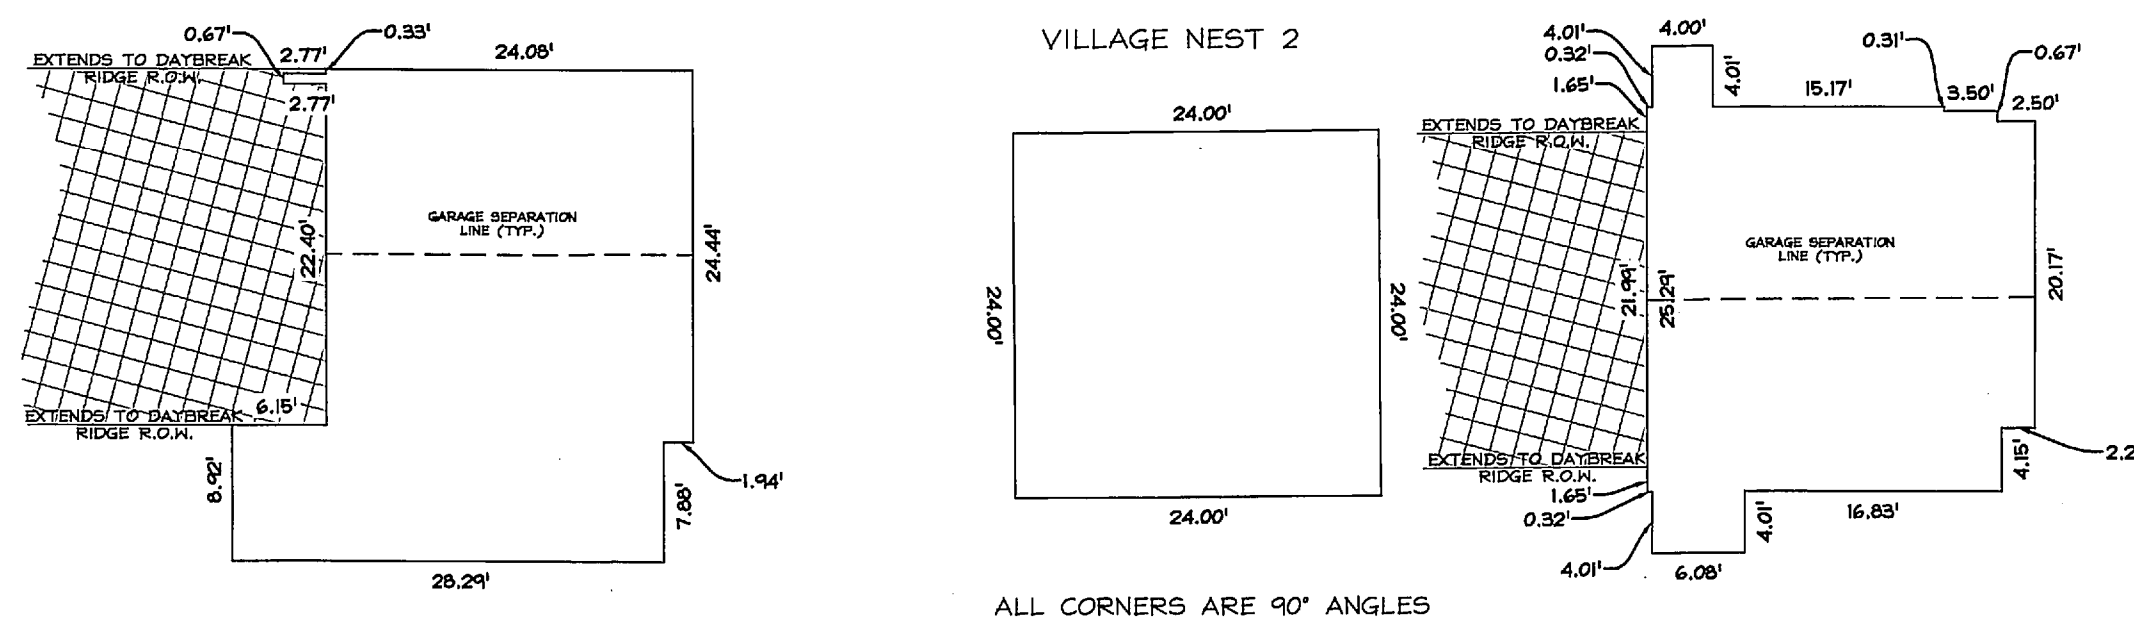 0.67'
0.33'
EXTENDS TO DAYBREAK
RIDGE R.O.W.
2.77'
24.08'
2.77'
GARAGE SEPARATION
LINE (TYP.)
22.40'
24.44'
6.15'
EXTENDS TO DAYBREAK
RIDGE R.O.W.
8.92'
7.88'
1.94'
28.29'
VILLAGE NEST 2
24.00'
24.00'
24.00'
24.00'
4.01'
4.00'
0.32'
1.65'
4.01'
15.17'
0.31'
3.50'
0.67'
2.50'
EXTENDS TO DAYBREAK
RIDGE R.O.W.
GARAGE SEPARATION
LINE (TYP.)
21.99'
25.29'
20.17'
EXTENDS TO DAYBREAK
RIDGE R.O.W.
1.65'
0.32'
4.01'
6.08'
4.01'
16.83'
4.15'
2.2
ALL CORNERS ARE 90° ANGLES